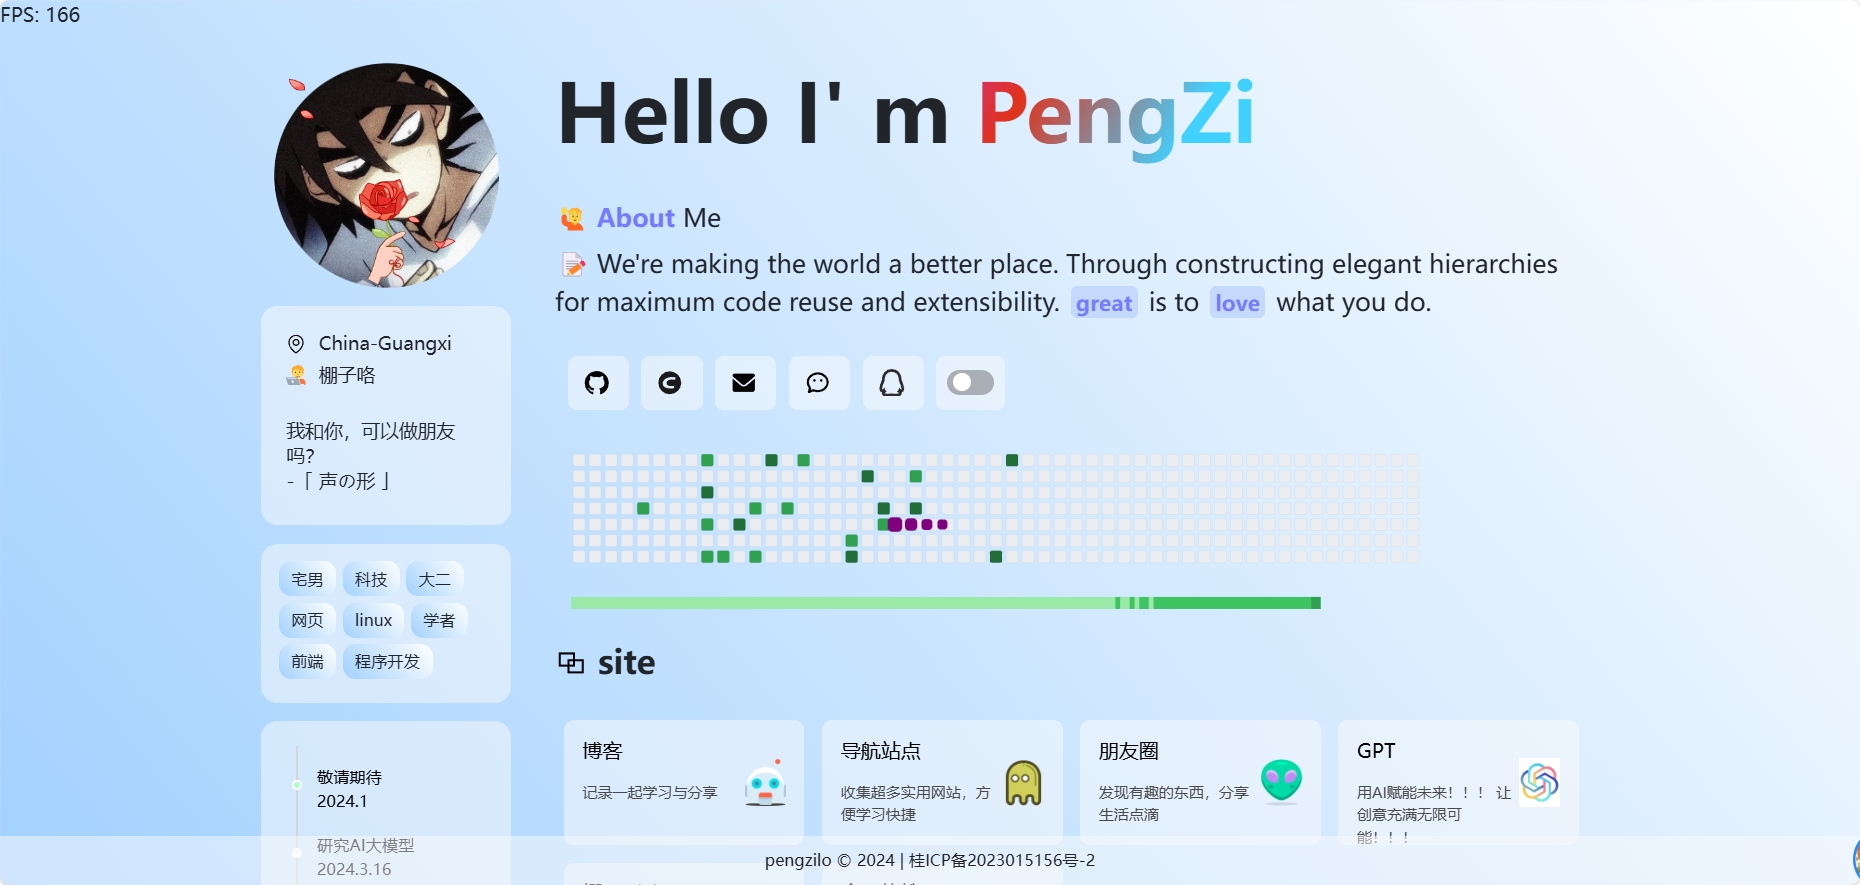 FPS: 166
Hello I' m PengZi
About Me
We're making the world a better place. Through constructing elegant hierarchies
for maximum code reuse and extensibility. great is to love what you do.
China-Guangxi
棚子咯
我和你，可以做朋友
吗?
-「 声の形 」
宅男 科技 大二
网页 linux 学者
前端 程序开发
敬请期待
2024.1
研究AI大模型
2024.3.16
site
博客
记录一起学习与分享
导航站点
收集超多实用网站，方
便学习快捷
朋友圈
发现有趣的东西，分享
生活点滴
GPT
用AI赋能未来！！！ 让
创意充满无限可
能！！！
pengzilo © 2024 | 桂ICP备2023015156号-2